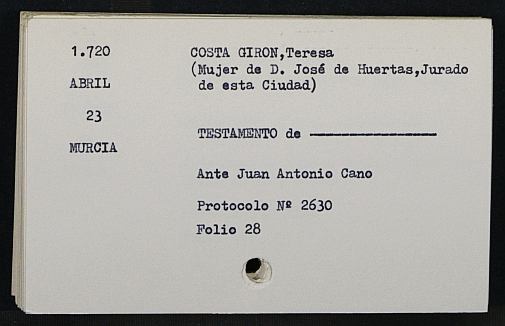 1.720
COSTA GIRON,Teresa
(Mujer de D. José de Huertas,Jurado
ABRIL
de esta Ciudad)
23
TESTAMENTO de ————————
MURCIA
Ante Juan Antonio Cano
Protocolo Nº 2630
Folio 28